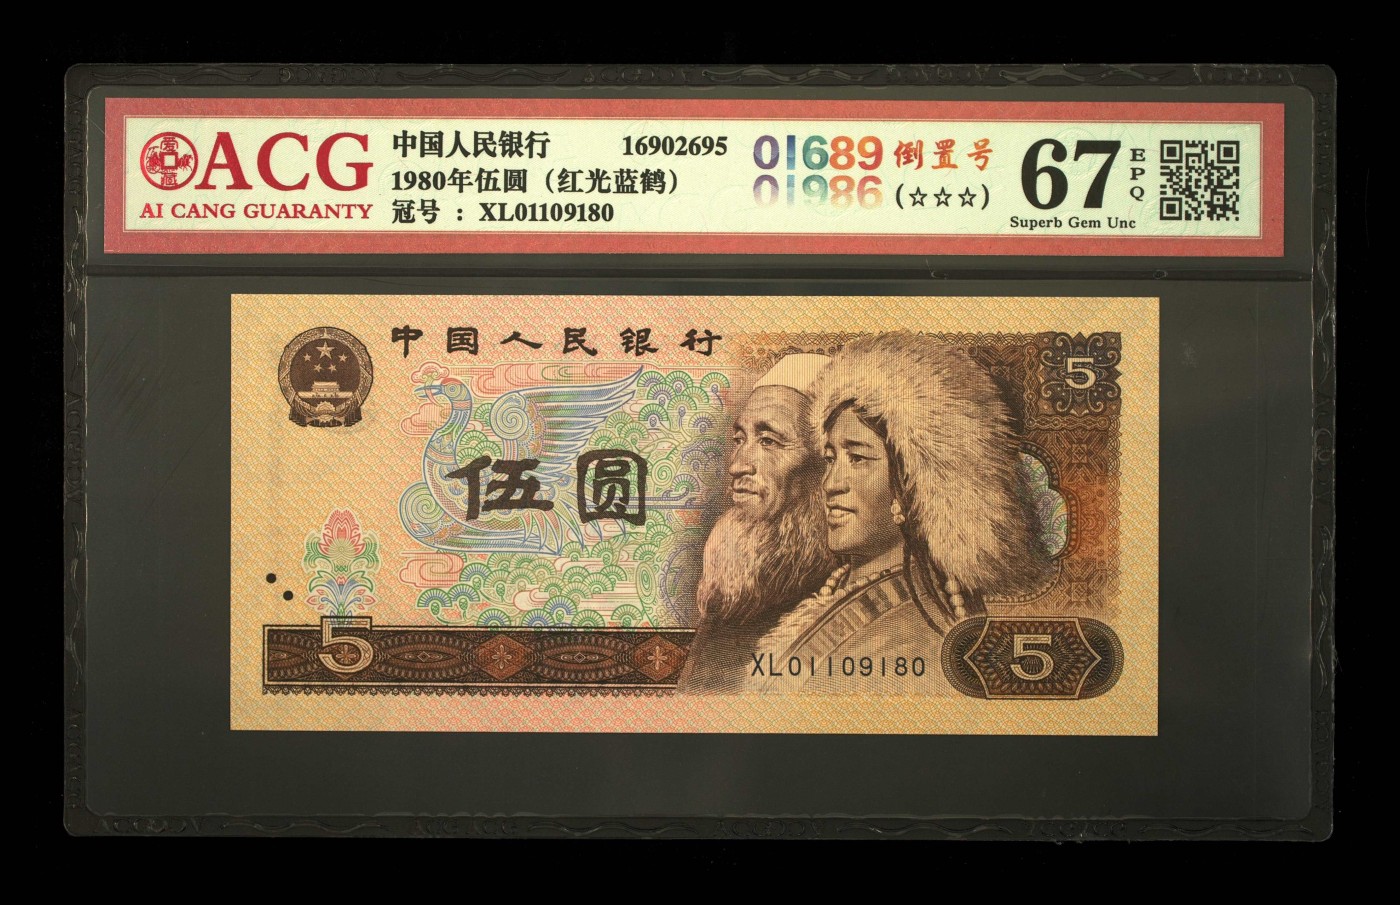 ACG
AI CANG GUARANTY
中国人民银行 16902695
1980年伍圆（红光蓝鹤）
冠号 : XL01109180
01689 倒置号
01986 (☆☆☆)
67 EPQ
Superb Gem Unc
中国人民银行
5
伍圆
5
XL01109180
5